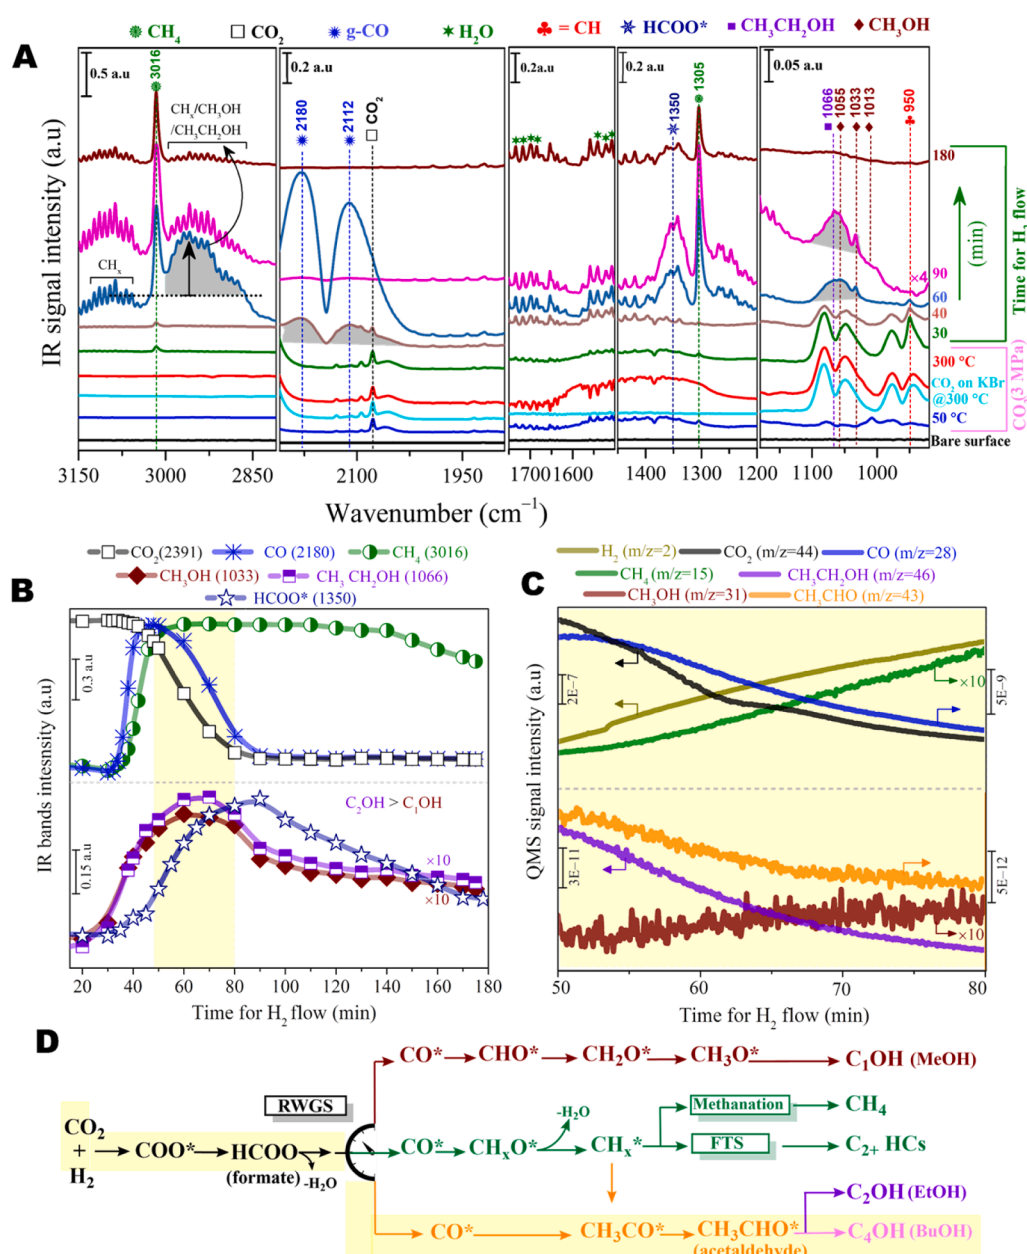 CH4 CO2 g-CO H2O = CH HCOO* CH3CH2OH CH3OH
A
0.5 a.u
3016
CHx/CH3OH
/CH3CH2OH
CHx
0.2 a.u
2180
2112
CO2
0.2a.u
0.2 a.u
1350
1305
0.05 a.u
1066
1055
1033
1013
950
180
90
×4
60
40
30
300 °C
CO2 on KBr
@300 °C
50 °C
Bare surface
Time for H2 flow
(min)
CO2(3 MPa)
IR signal intensity (a.u)
3150 3000 2850 2100 1950 1700 1600 1400 1300 1200 1000
Wavenumber (cm–1)
CO2(2391) CO (2180) CH4 (3016)
CH3OH (1033) CH3 CH2OH (1066)
HCOO* (1350)
B
0.3 a.u
C2OH > C1OH
0.15 a.u
×10
×10
IR bands intesnsity (a.u)
20 40 60 80 100 120 140 160 180
Time for H2 flow (min)
H2 (m/z=2) CO2 (m/z=44) CO (m/z=28)
CH4 (m/z=15) CH3CH2OH (m/z=46)
CH3OH (m/z=31) CH3CHO (m/z=43)
C
2E−7
×10
5E−9
3E−11
5E−12
×10
QMS signal intensity (a.u)
50 60 70 80
Time for H2 flow (min)
D
CO* CHO* CH2O* CH3O* C1OH (MeOH)
RWGS
CO2
+
H2
COO* HCOO
(formate) -H2O
CO* CHxO* -H2O CHx*
Methanation CH4
FTS C2+ HCs
C2OH (EtOH)
CO* CH3CO* CH3CHO* C4OH (BuOH)
(acetaldehyde)